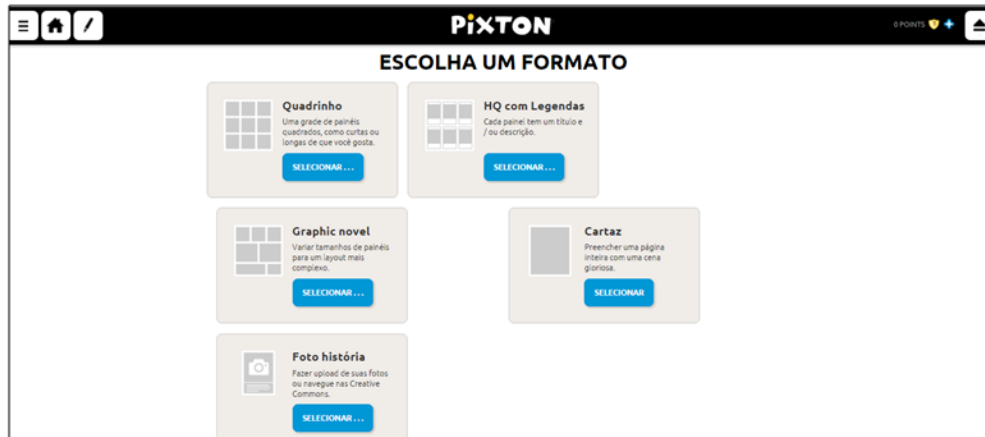 PiXTON
0 POINTS
ESCOLHA UM FORMATO
Quadrinho
Uma grade de painéis
quadrados, como curtas ou
longas de que você gosta.
SELECIONAR...
HQ com Legendas
Cada painel tem um título e
/ ou descrição.
SELECIONAR...
Graphic novel
Variar tamanhos de painéis
para um layout mais
complexo.
SELECIONAR...
Cartaz
Preencher uma página
inteira com uma cena
gloriosa.
SELECIONAR
Foto história
Fazer upload de suas fotos
ou navegue nas Creative
Commons.
SELECIONAR...